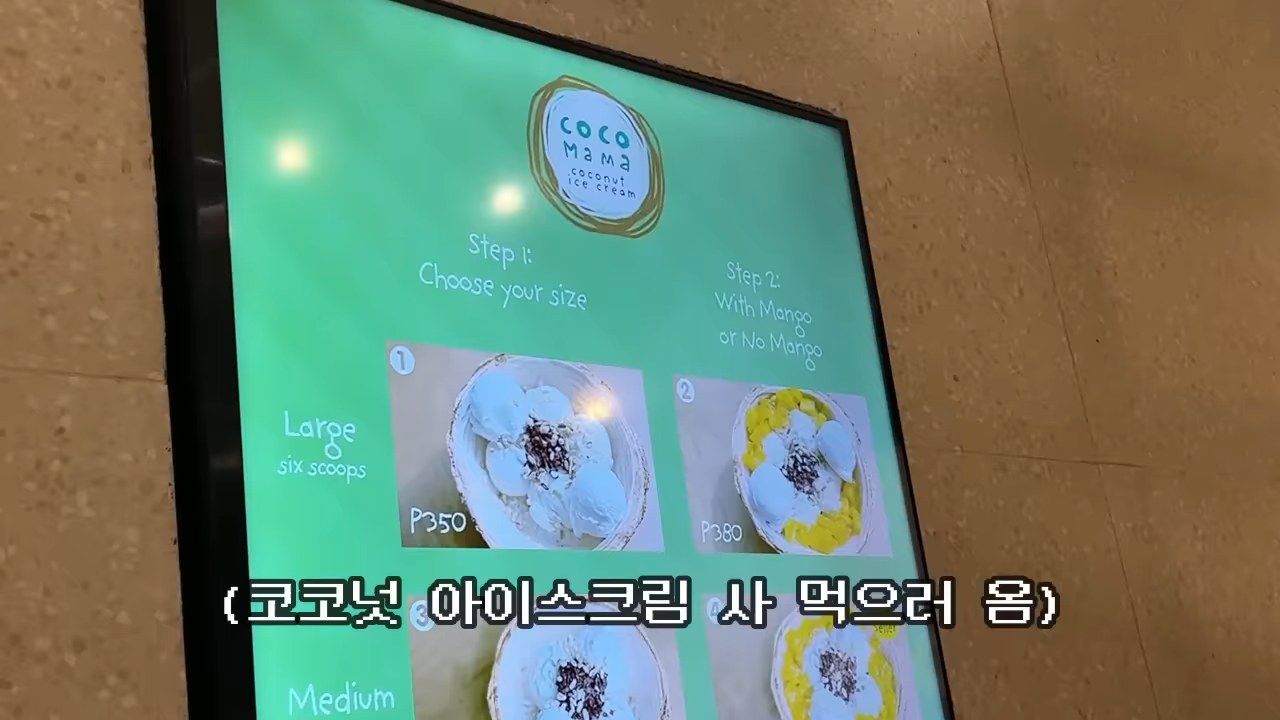 coco
mama
coconut
ice cream
Step 1:
Choose your size
Step 2:
With Mango
or No Mango
1
2
Large
six scoops
P350
P380
(코코넛 아이스크림 사 먹으러 옴)
3
4
Medium